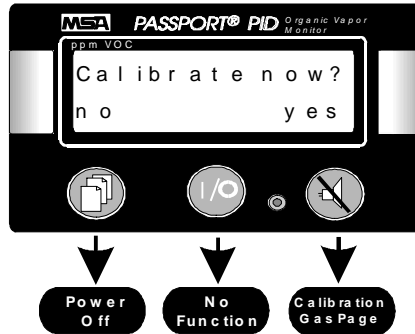 MSA PASSPORT® PID Organic Vapor Monitor
ppm VOC
Calibrate now?
no yes
I/O
Power Off
No Function
Calibration Gas Page